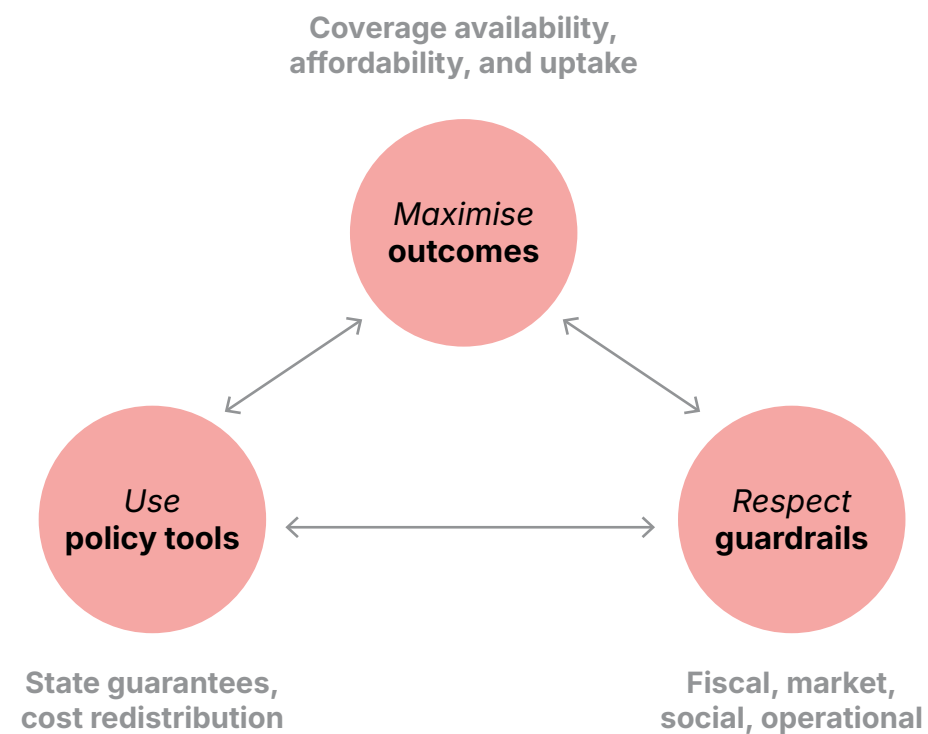 Coverage availability,
affordability, and uptake
Maximise
outcomes
Use
policy tools
Respect
guardrails
State guarantees,
cost redistribution
Fiscal, market,
social, operational